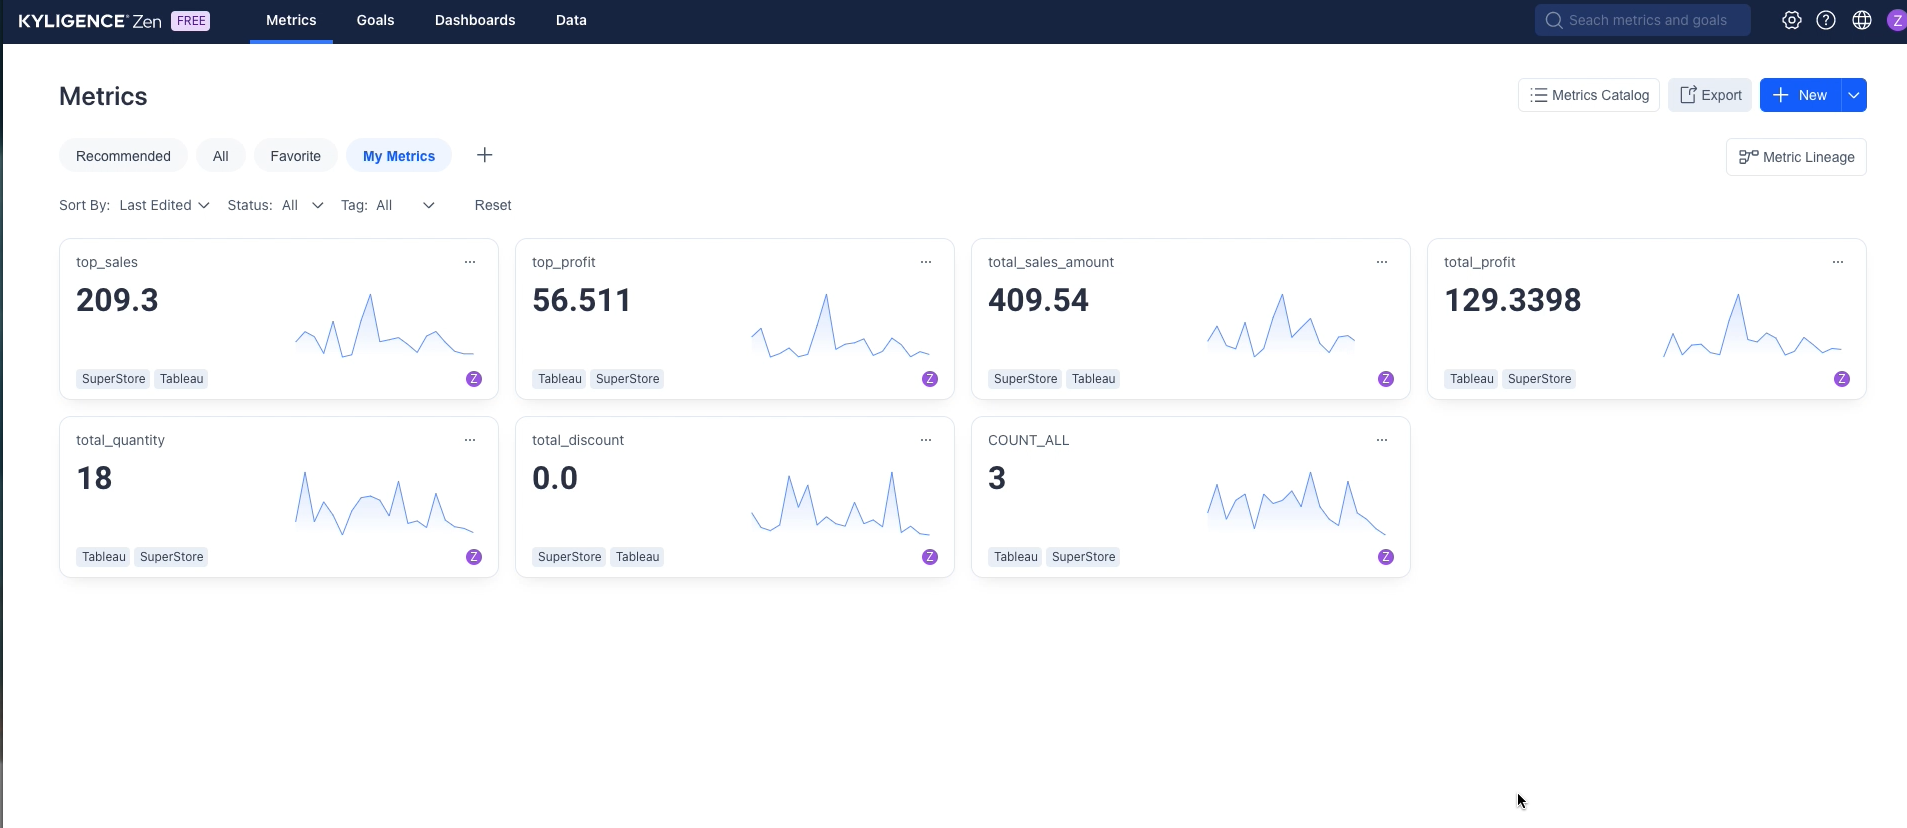 KYLIGENCE Zen FREE Metrics Goals Dashboards Data Seach metrics and goals Z
Metrics Metrics Catalog Export New
Recommended All Favorite My Metrics Metric Lineage
Sort By: Last Edited Status: All Tag: All Reset
top_sales
209.3
SuperStore Tableau Z
top_profit
56.511
Tableau SuperStore Z
total_sales_amount
409.54
SuperStore Tableau Z
total_profit
129.3398
Tableau SuperStore Z
total_quantity
18
Tableau SuperStore Z
total_discount
0.0
SuperStore Tableau Z
COUNT_ALL
3
Tableau SuperStore Z